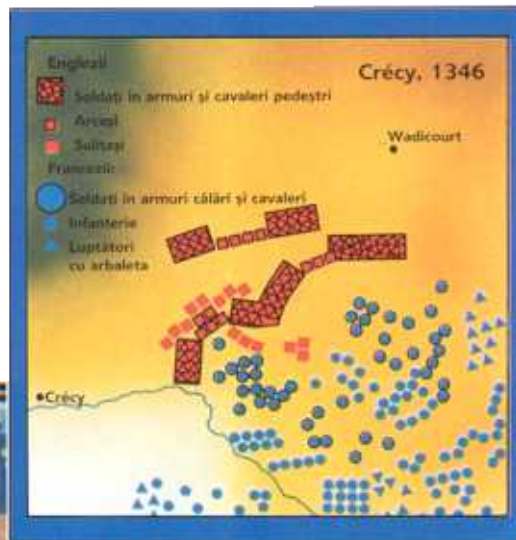 Englezii
Crécy, 1346
Soldați în armuri și cavaleri pedeștri
Arcași
Sulițași
Wadicourt
Francezii:
Soldați în armuri călări și cavaleri
Infanterie
Luptători
cu arbaleta
Crécy